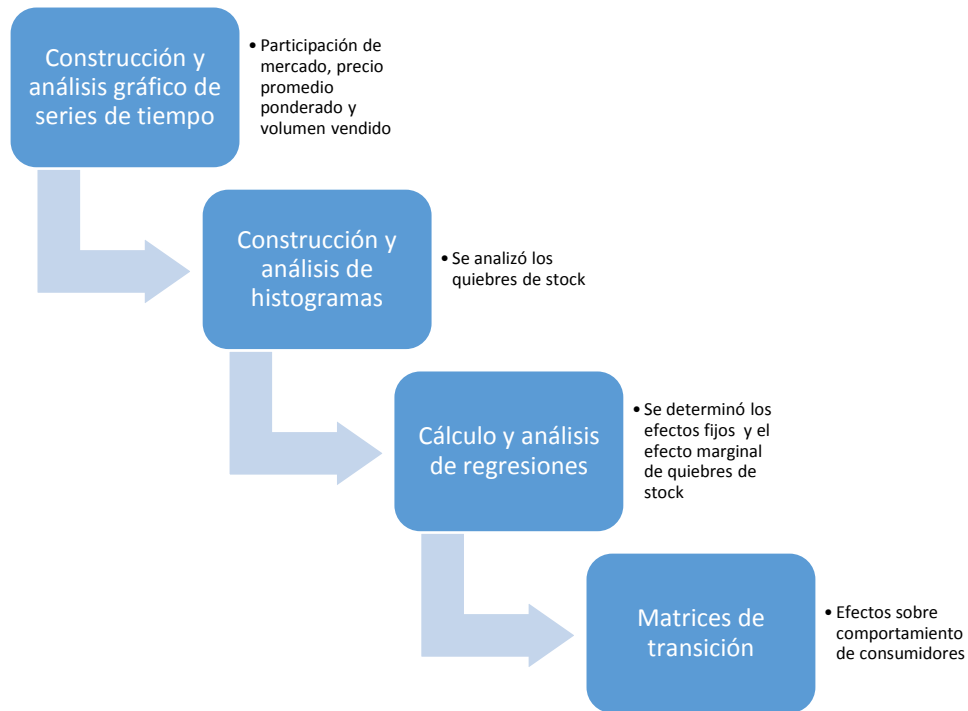 Construcción y
análisis gráfico de
series de tiempo
• Participación de
mercado, precio
promedio
ponderado y
volumen vendido
Construcción y
análisis de
histogramas
• Se analizó los
quiebres de stock
Cálculo y análisis
de regresiones
• Se determinó los
efectos fijos y el
efecto marginal
de quiebres de
stock
Matrices de
transición
• Efectos sobre
comportamiento
de consumidores